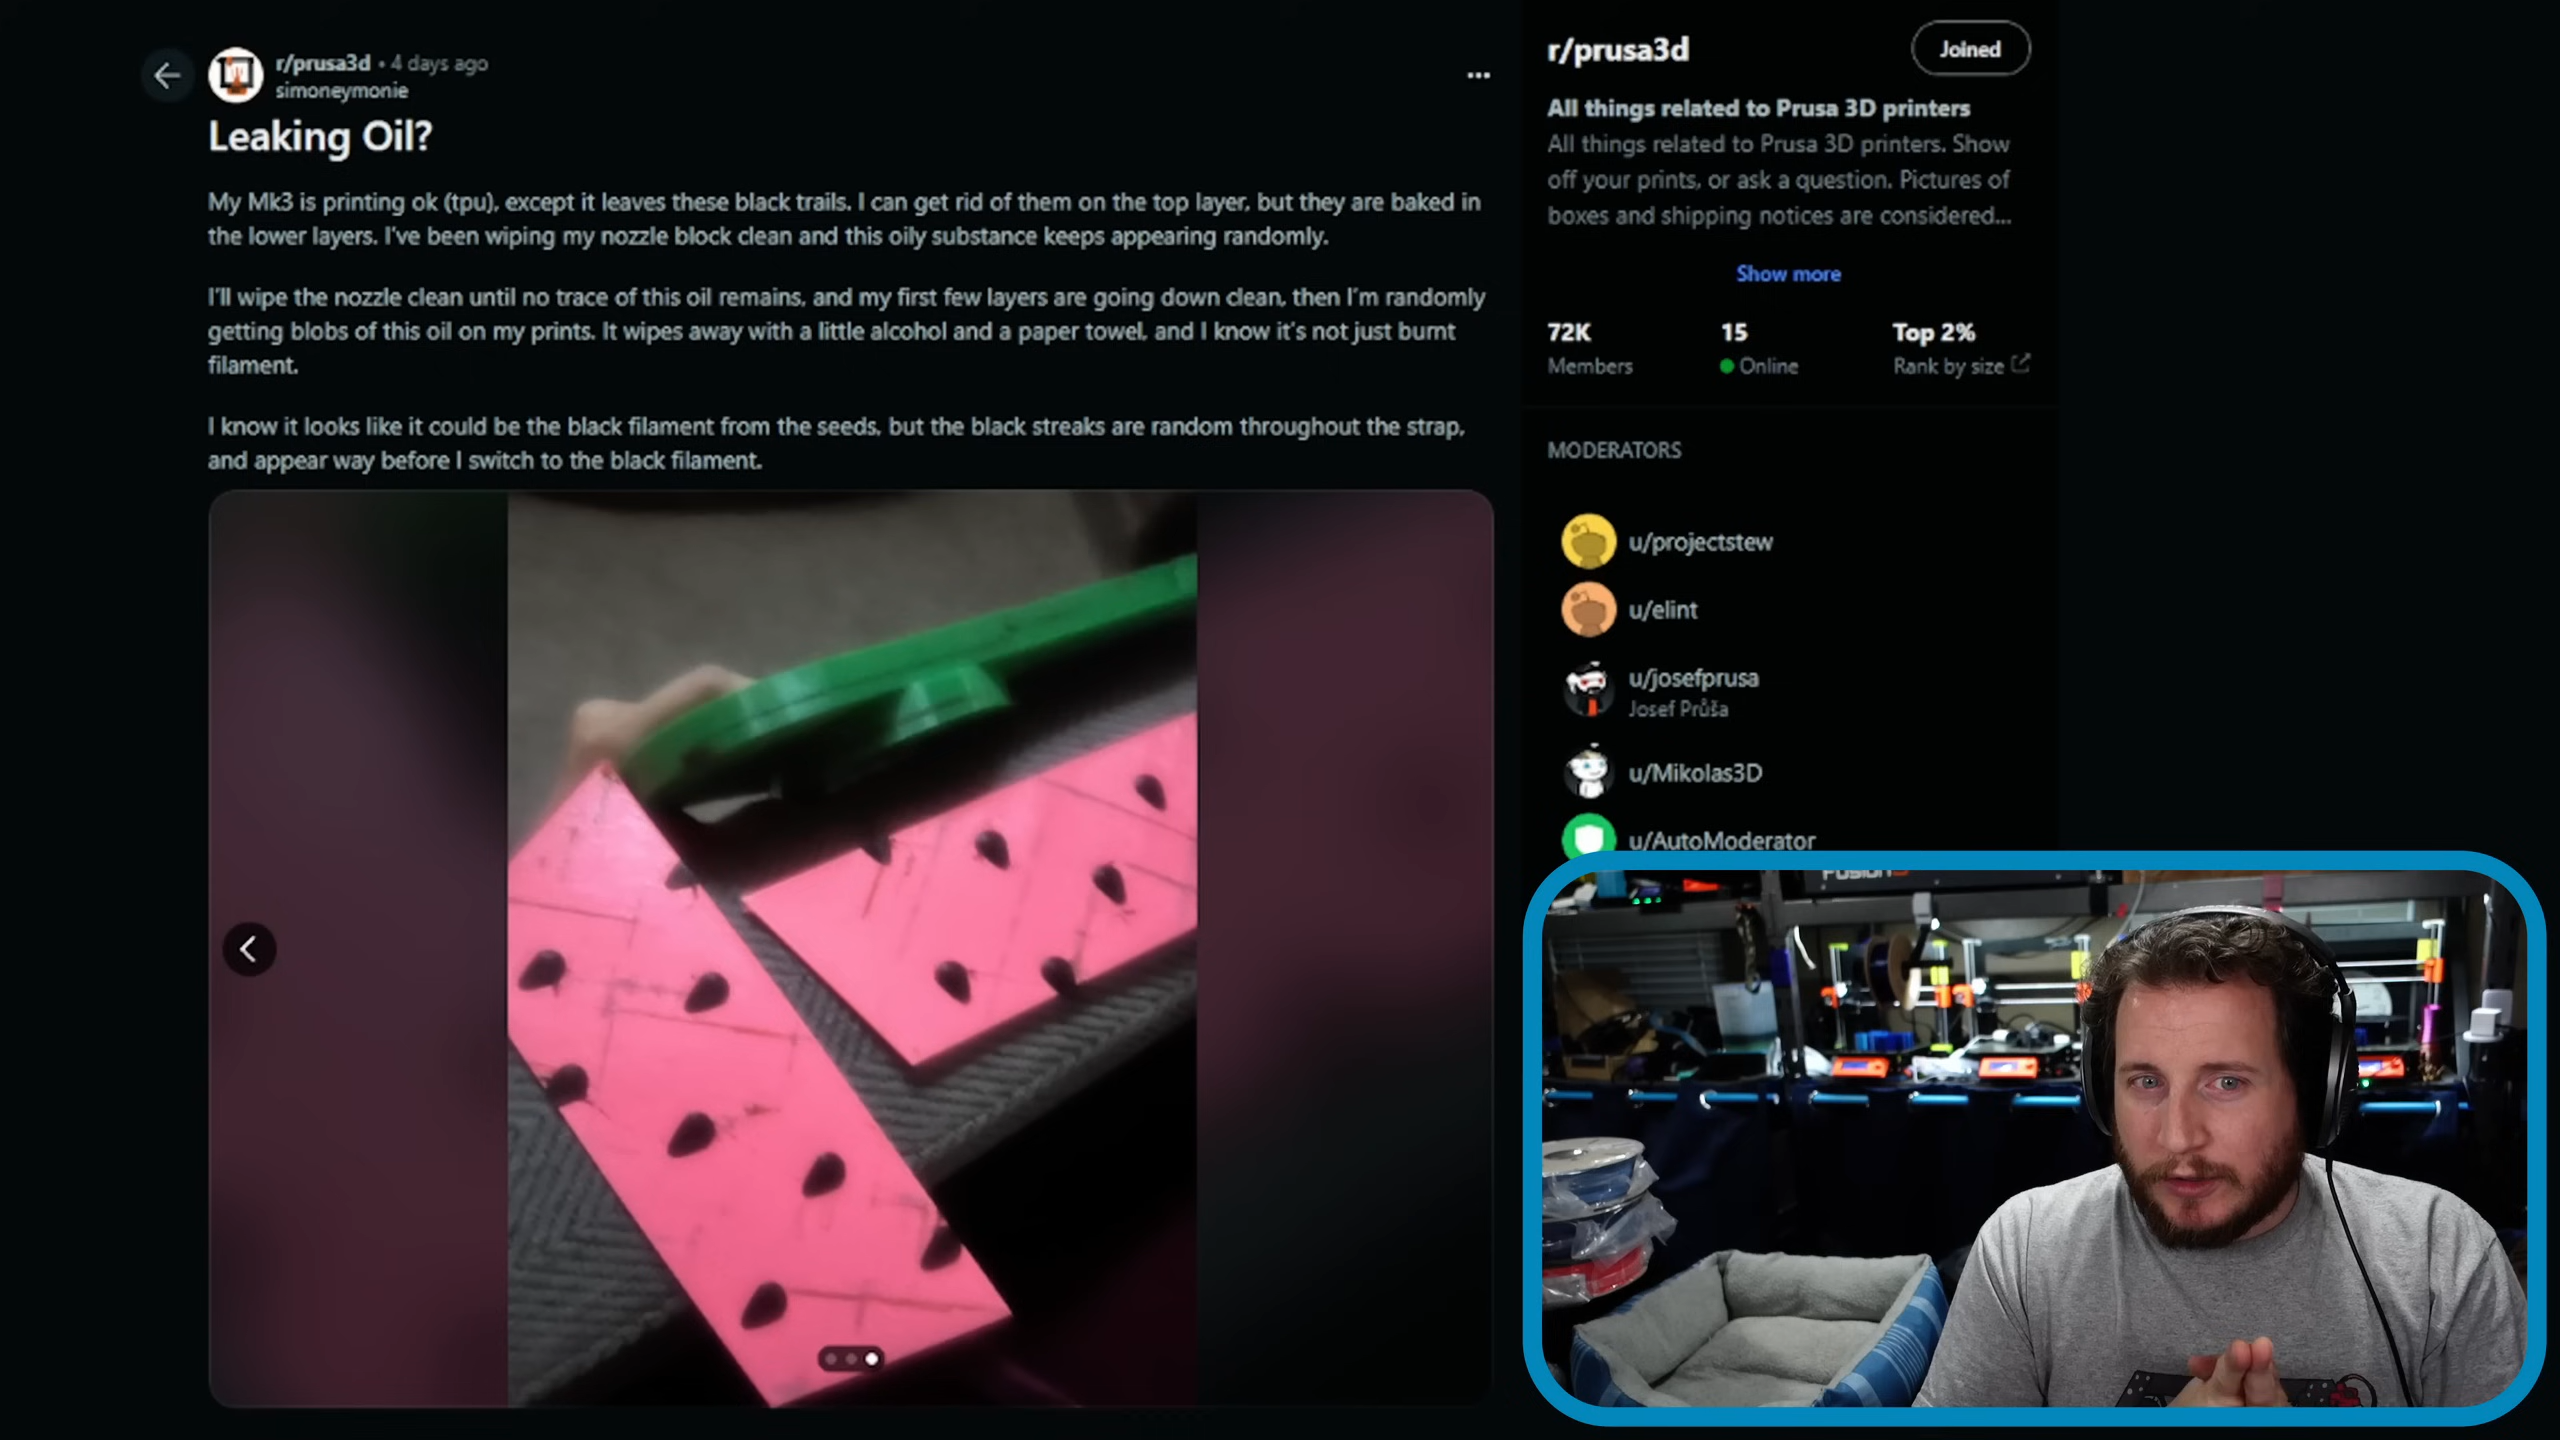 r/prusa3d • 4 days ago
simoneymonie
Leaking Oil?
My Mk3 is printing ok (tpu), except it leaves these black trails. I can get rid of them on the top layer, but they are baked in
the lower layers. I've been wiping my nozzle block clean and this oily substance keeps appearing randomly.
I'll wipe the nozzle clean until no trace of this oil remains, and my first few layers are going down clean, then I'm randomly
getting blobs of this oil on my prints. It wipes away with a little alcohol and a paper towel, and I know it's not just burnt
filament.
I know it looks like it could be the black filament from the seeds, but the black streaks are random throughout the strap,
and appear way before I switch to the black filament.
r/prusa3d
Joined
All things related to Prusa 3D printers
All things related to Prusa 3D printers. Show
off your prints, or ask a question. Pictures of
boxes and shipping notices are considered...
Show more
72K 15 Top 2%
Members Online Rank by size
MODERATORS
u/projectstew
u/elint
u/josefprusa
Josef Průša
u/Mikolas3D
u/AutoModerator